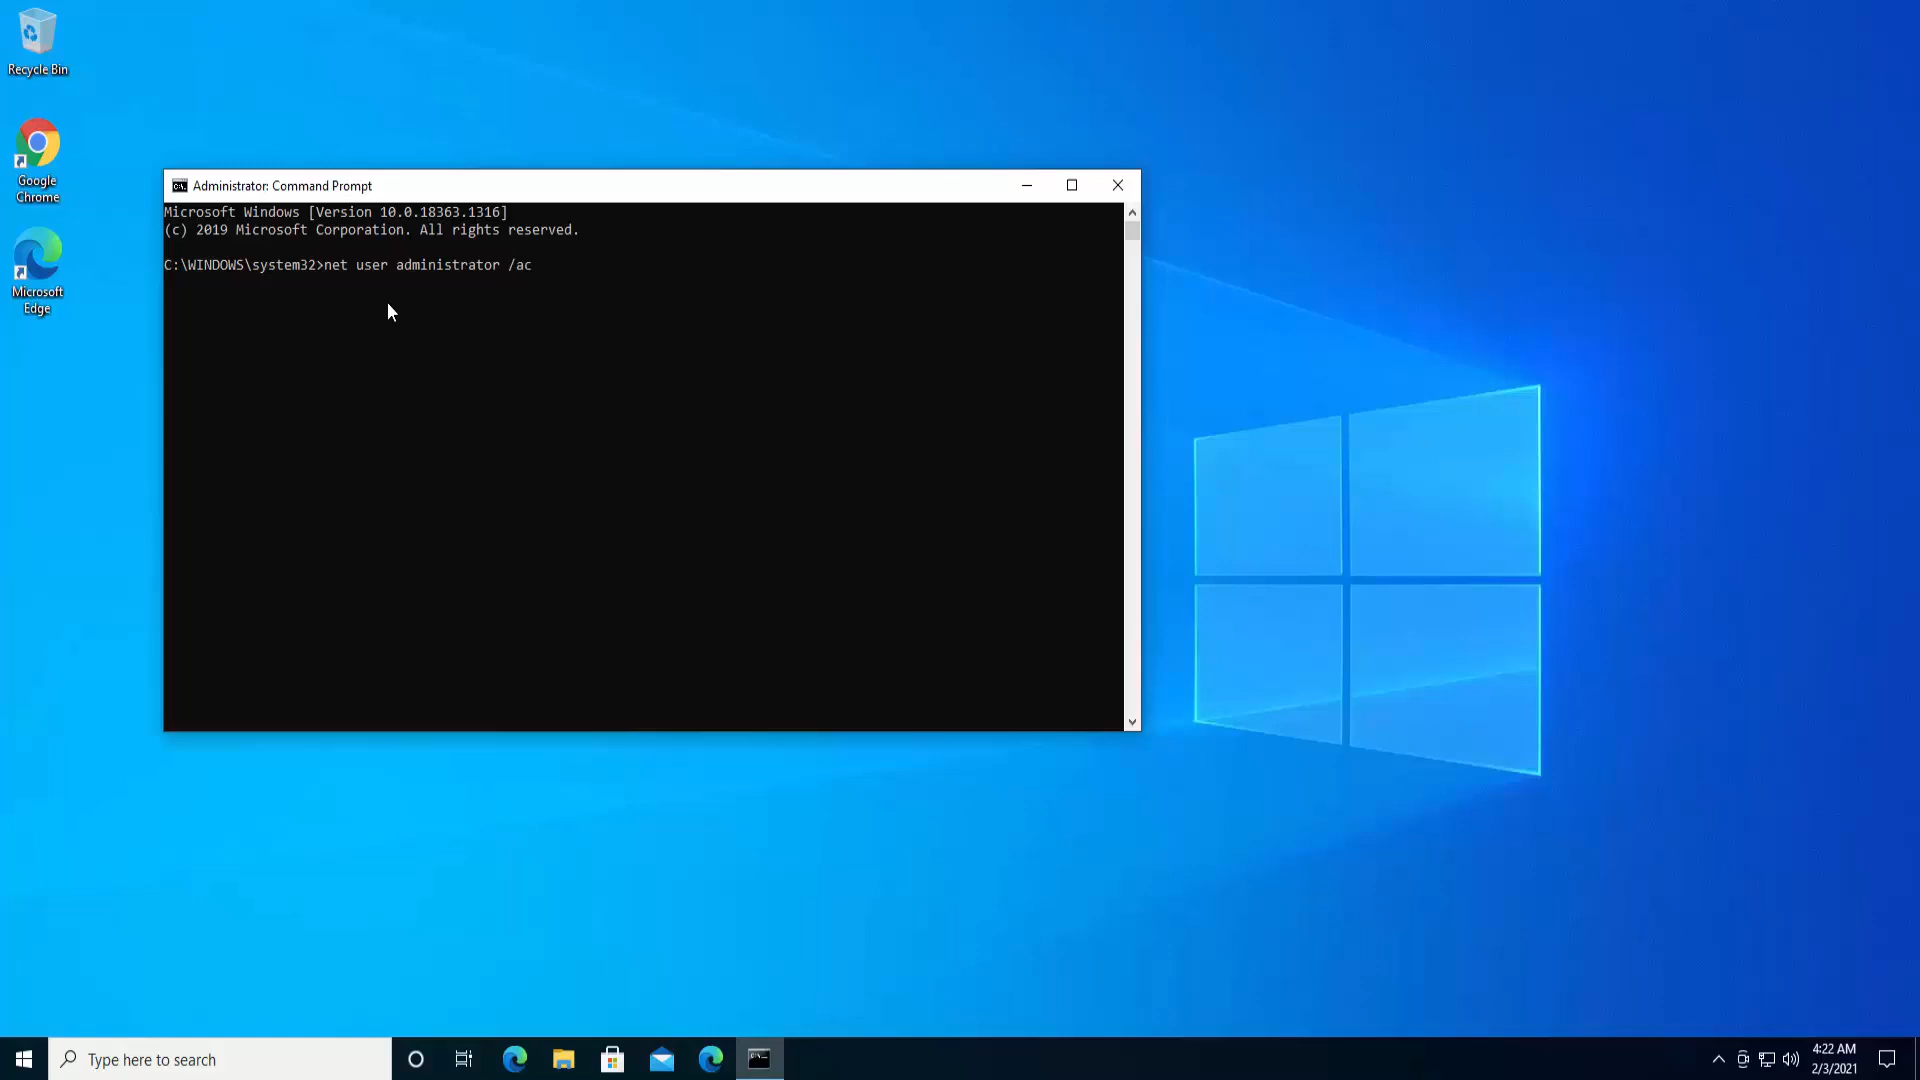 Recycle Bin
Google
Chrome
Microsoft
Edge
Administrator: Command Prompt
Microsoft Windows [Version 10.0.18363.1316]
(c) 2019 Microsoft Corporation. All rights reserved.
C:\WINDOWS\system32>net user administrator /ac
Type here to search
4:22 AM
2/3/2021